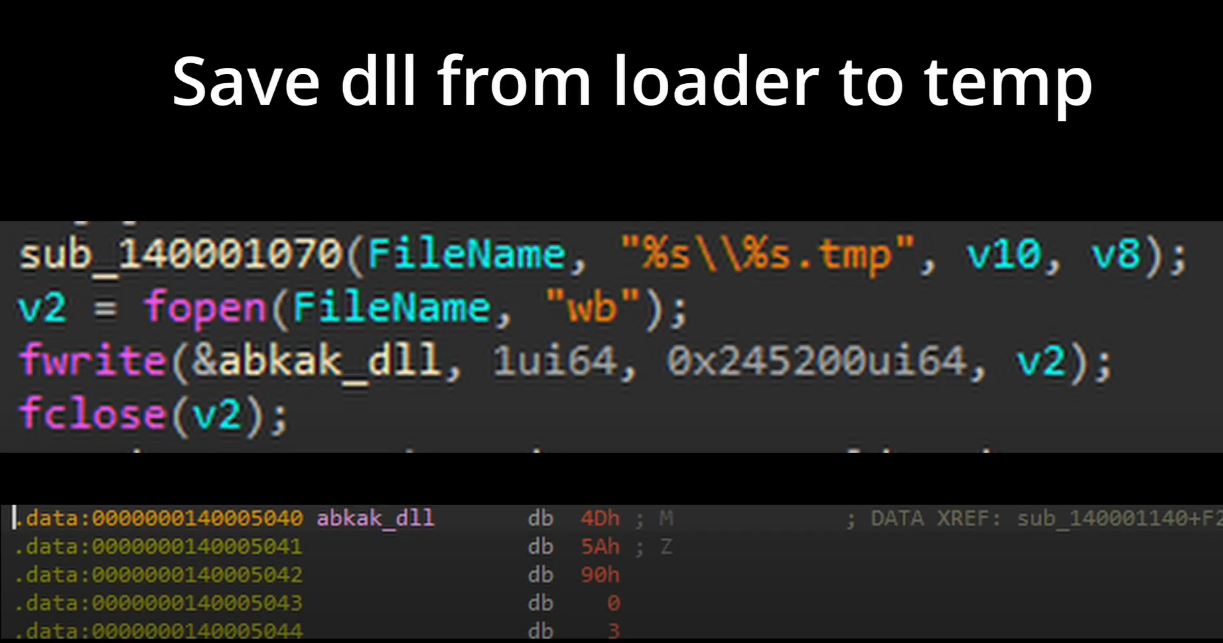 Save dll from loader to temp
sub_140001070(FileName, "%s\\%s.tmp", v10, v8);
v2 = fopen(FileName, "wb");
fwrite(&abkak_dll, 1ui64, 0x245200ui64, v2);
fclose(v2);
.data:0000000140005040 abkak_dll db 4Dh ; M ; DATA XREF: sub_140001140+F2
.data:0000000140005041 db 5Ah ; Z
.data:0000000140005042 db 90h
.data:0000000140005043 db 0
.data:0000000140005044 db 3